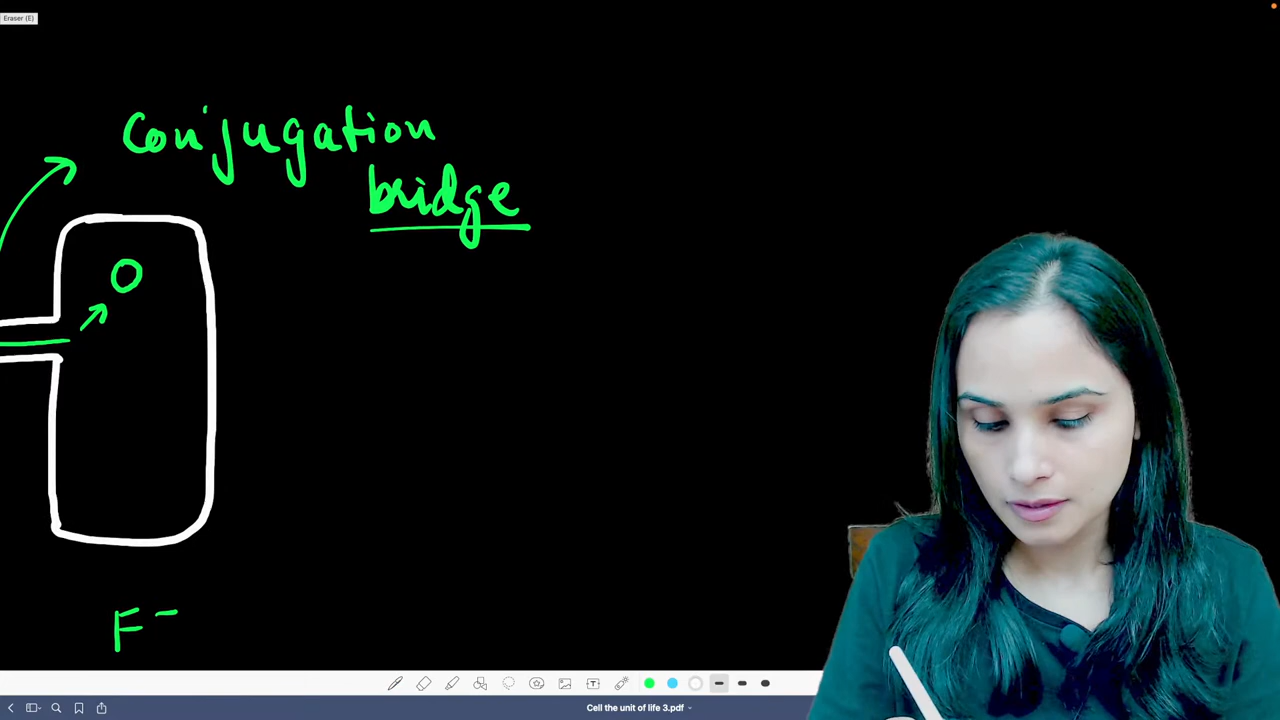 Eraser (E)
Conjugation
bridge
F-
Cell the unit of life 3.pdf